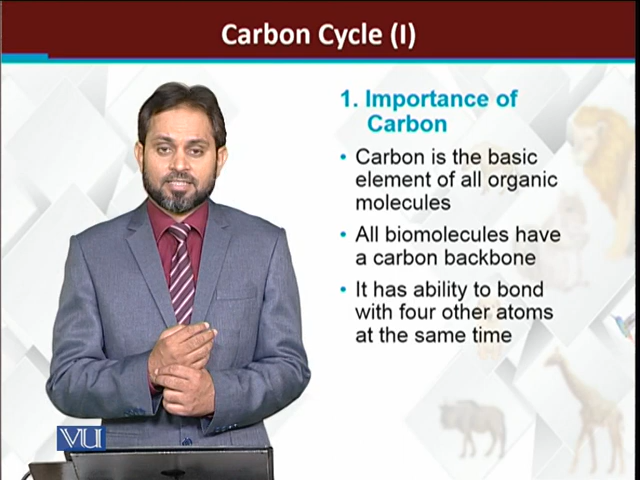 Carbon Cycle (I)
1. Importance of
Carbon
• Carbon is the basic
element of all organic
molecules
• All biomolecules have
a carbon backbone
• It has ability to bond
with four other atoms
at the same time
VU